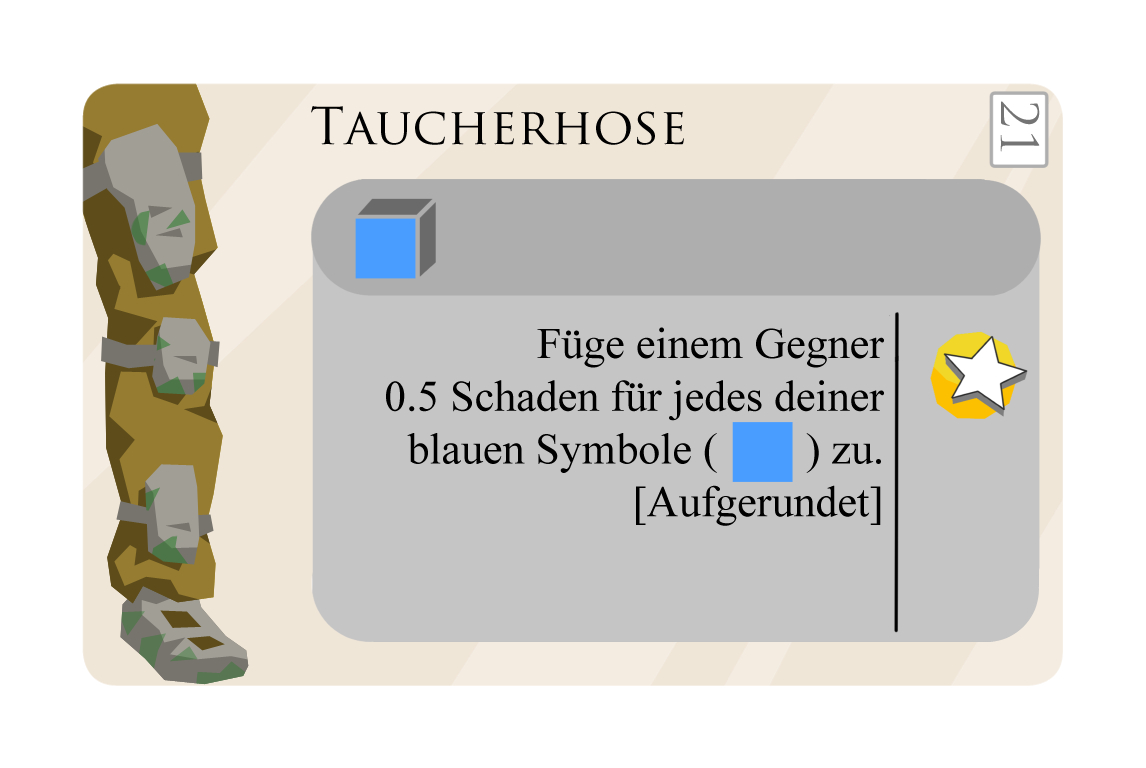 21
TAUCHERHOSE
Füge einem Gegner
0.5 Schaden für jedes deiner
blauen Symbole ( ) zu.
[Aufgerundet]